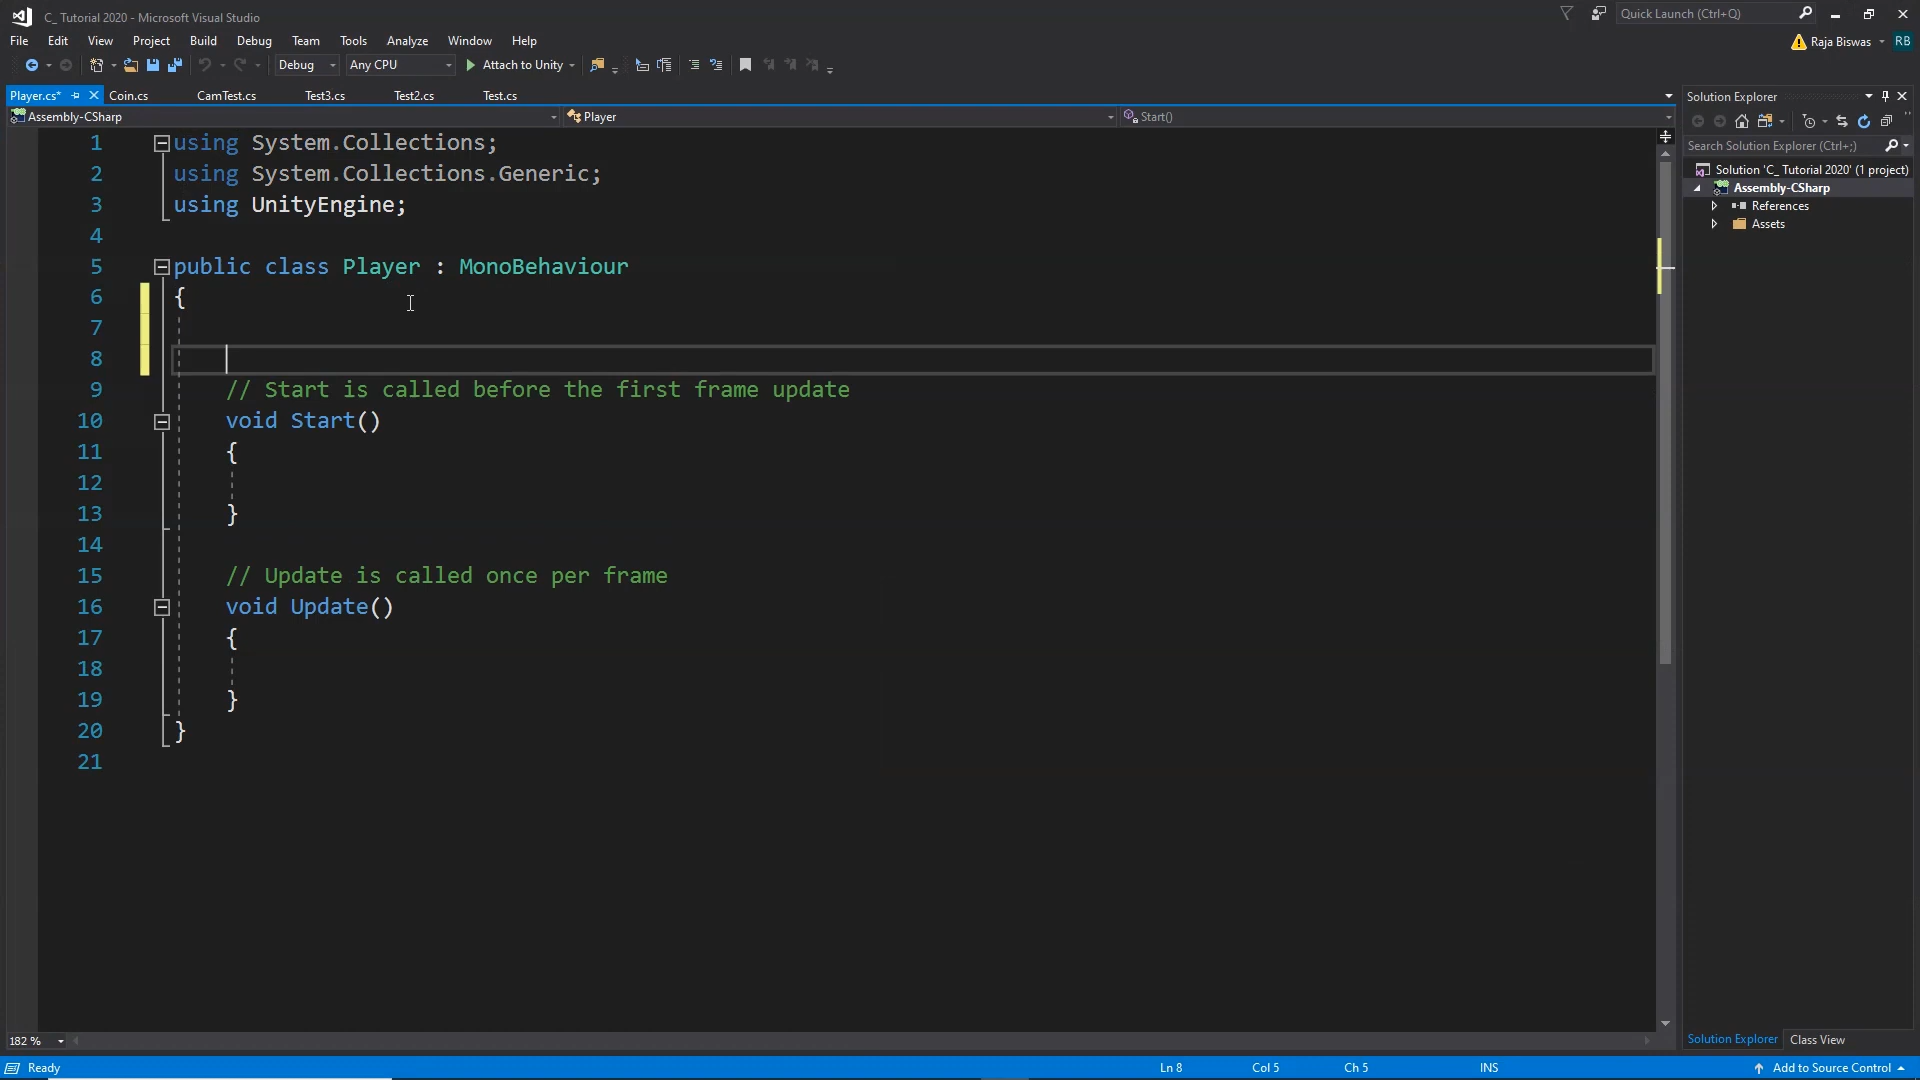 C_ Tutorial 2020 - Microsoft Visual Studio
Quick Launch (Ctrl+Q)
File Edit View Project Build Debug Team Tools Analyze Window Help
Raja Biswas RB
Debug Any CPU Attach to Unity
Player.cs* Coin.cs CamTest.cs Test3.cs Test2.cs Test.cs
Assembly-CSharp Player Start()
1 using System.Collections;
2 using System.Collections.Generic;
3 using UnityEngine;
4
5 public class Player : MonoBehaviour
6 {
7
8
9 // Start is called before the first frame update
10 void Start()
11 {
12
13 }
14
15 // Update is called once per frame
16 void Update()
17 {
18
19 }
20 }
21
182 %
Solution Explorer
Search Solution Explorer (Ctrl+;)
Solution 'C_ Tutorial 2020' (1 project)
Assembly-CSharp
References
Assets
Solution Explorer Class View
Ready Ln 8 Col 5 Ch 5 INS Add to Source Control